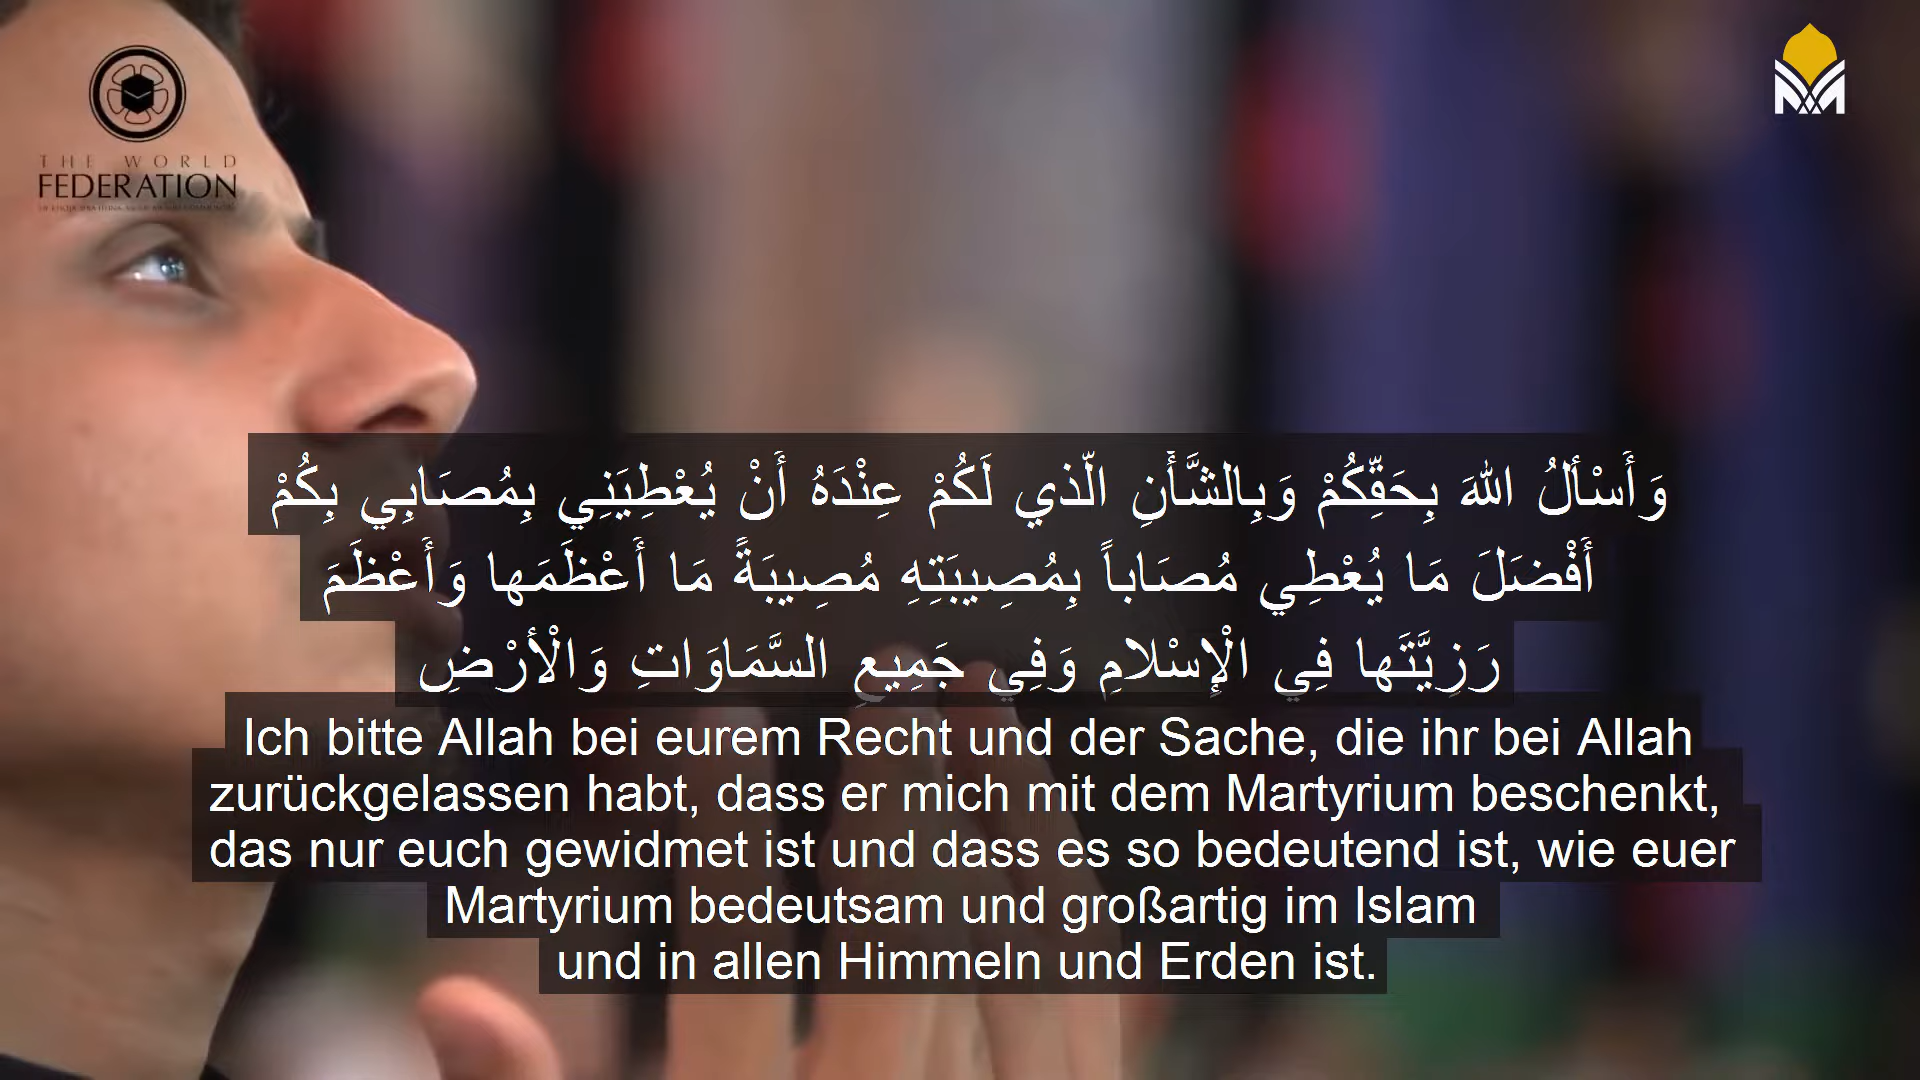 THE WORLD
FEDERATION
وَأَسْأَلُ اللهَ بِحَقِّكُمْ وَبِالشَّأْنِ الَّذي لَكُمْ عِنْدَهُ أَنْ يُعْطِيَنِي بِمُصَابِي بِكُمْ
أَفْضَلَ مَا يُعْطِي مُصَاباً بِمُصِيبَتِهِ مُصِيبَةً مَا أَعْظَمَها وَأَعْظَمَ
رَزِيَّتَها فِي الْإِسْلامِ وَفِي جَمِيعِ السَّمَاوَاتِ وَالْأَرْضِ
Ich bitte Allah bei eurem Recht und der Sache, die ihr bei Allah
zurückgelassen habt, dass er mich mit dem Martyrium beschenkt,
das nur euch gewidmet ist und dass es so bedeutend ist, wie euer
Martyrium bedeutsam und großartig im Islam
und in allen Himmeln und Erden ist.